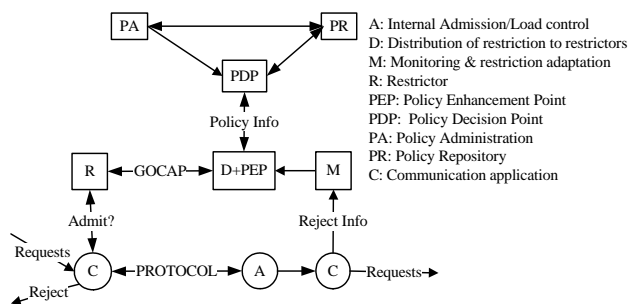 PA
PR
PDP
Policy Info
R
GOCAP
D+PEP
M
Admit?
Reject Info
Requests
C
PROTOCOL
A
C
Requests
Reject
A: Internal Admission/Load control
D: Distribution of restriction to restrictors
M: Monitoring & restriction adaptation
R: Restrictor
PEP: Policy Enhancement Point
PDP:  Policy Decision Point
PA: Policy Administration
PR: Policy Repository
C: Communication application